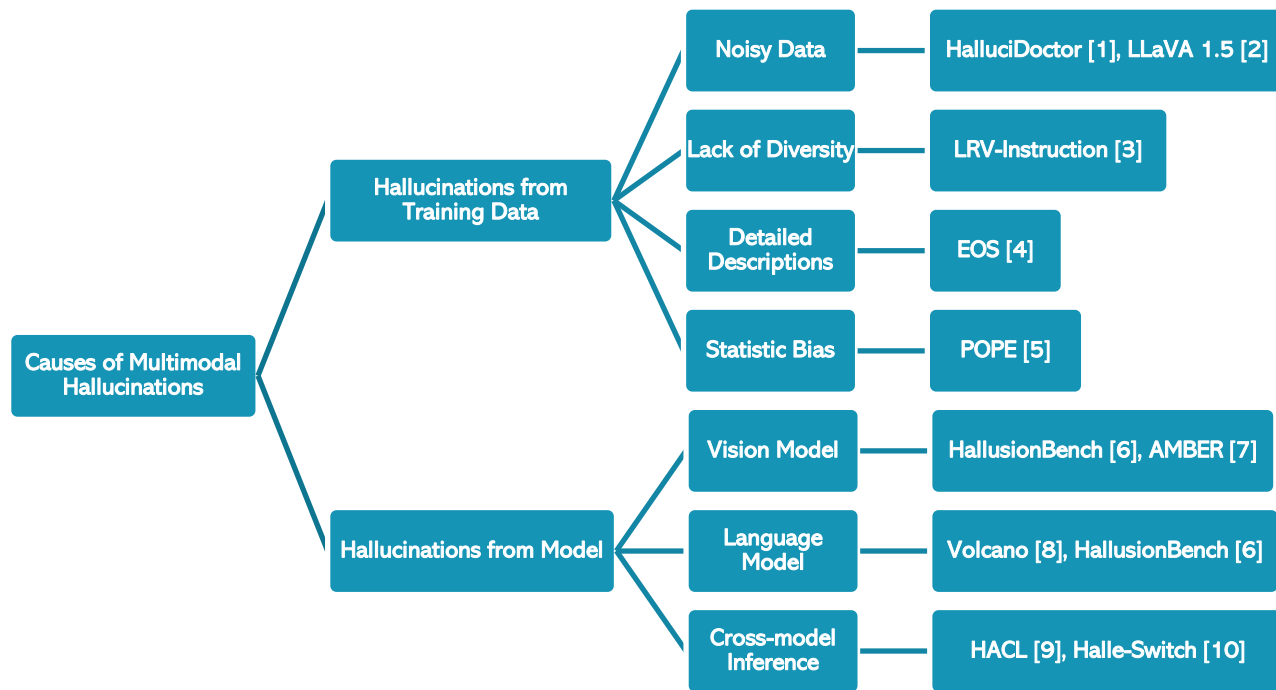 Noisy Data
HalluciDoctor [1], LLaVA 1.5 [2]
Lack of Diversity
LRV-Instruction [3]
Hallucinations from
Training Data
Detailed
Descriptions
EOS [4]
Statistic Bias
POPE [5]
Causes of Multimodal
Hallucinations
Vision Model
HallusionBench [6], AMBER [7]
Hallucinations from Model
Language
Model
Volcano [8], HallusionBench [6]
Cross-model
Inference
HACL [9], Halle-Switch [10]